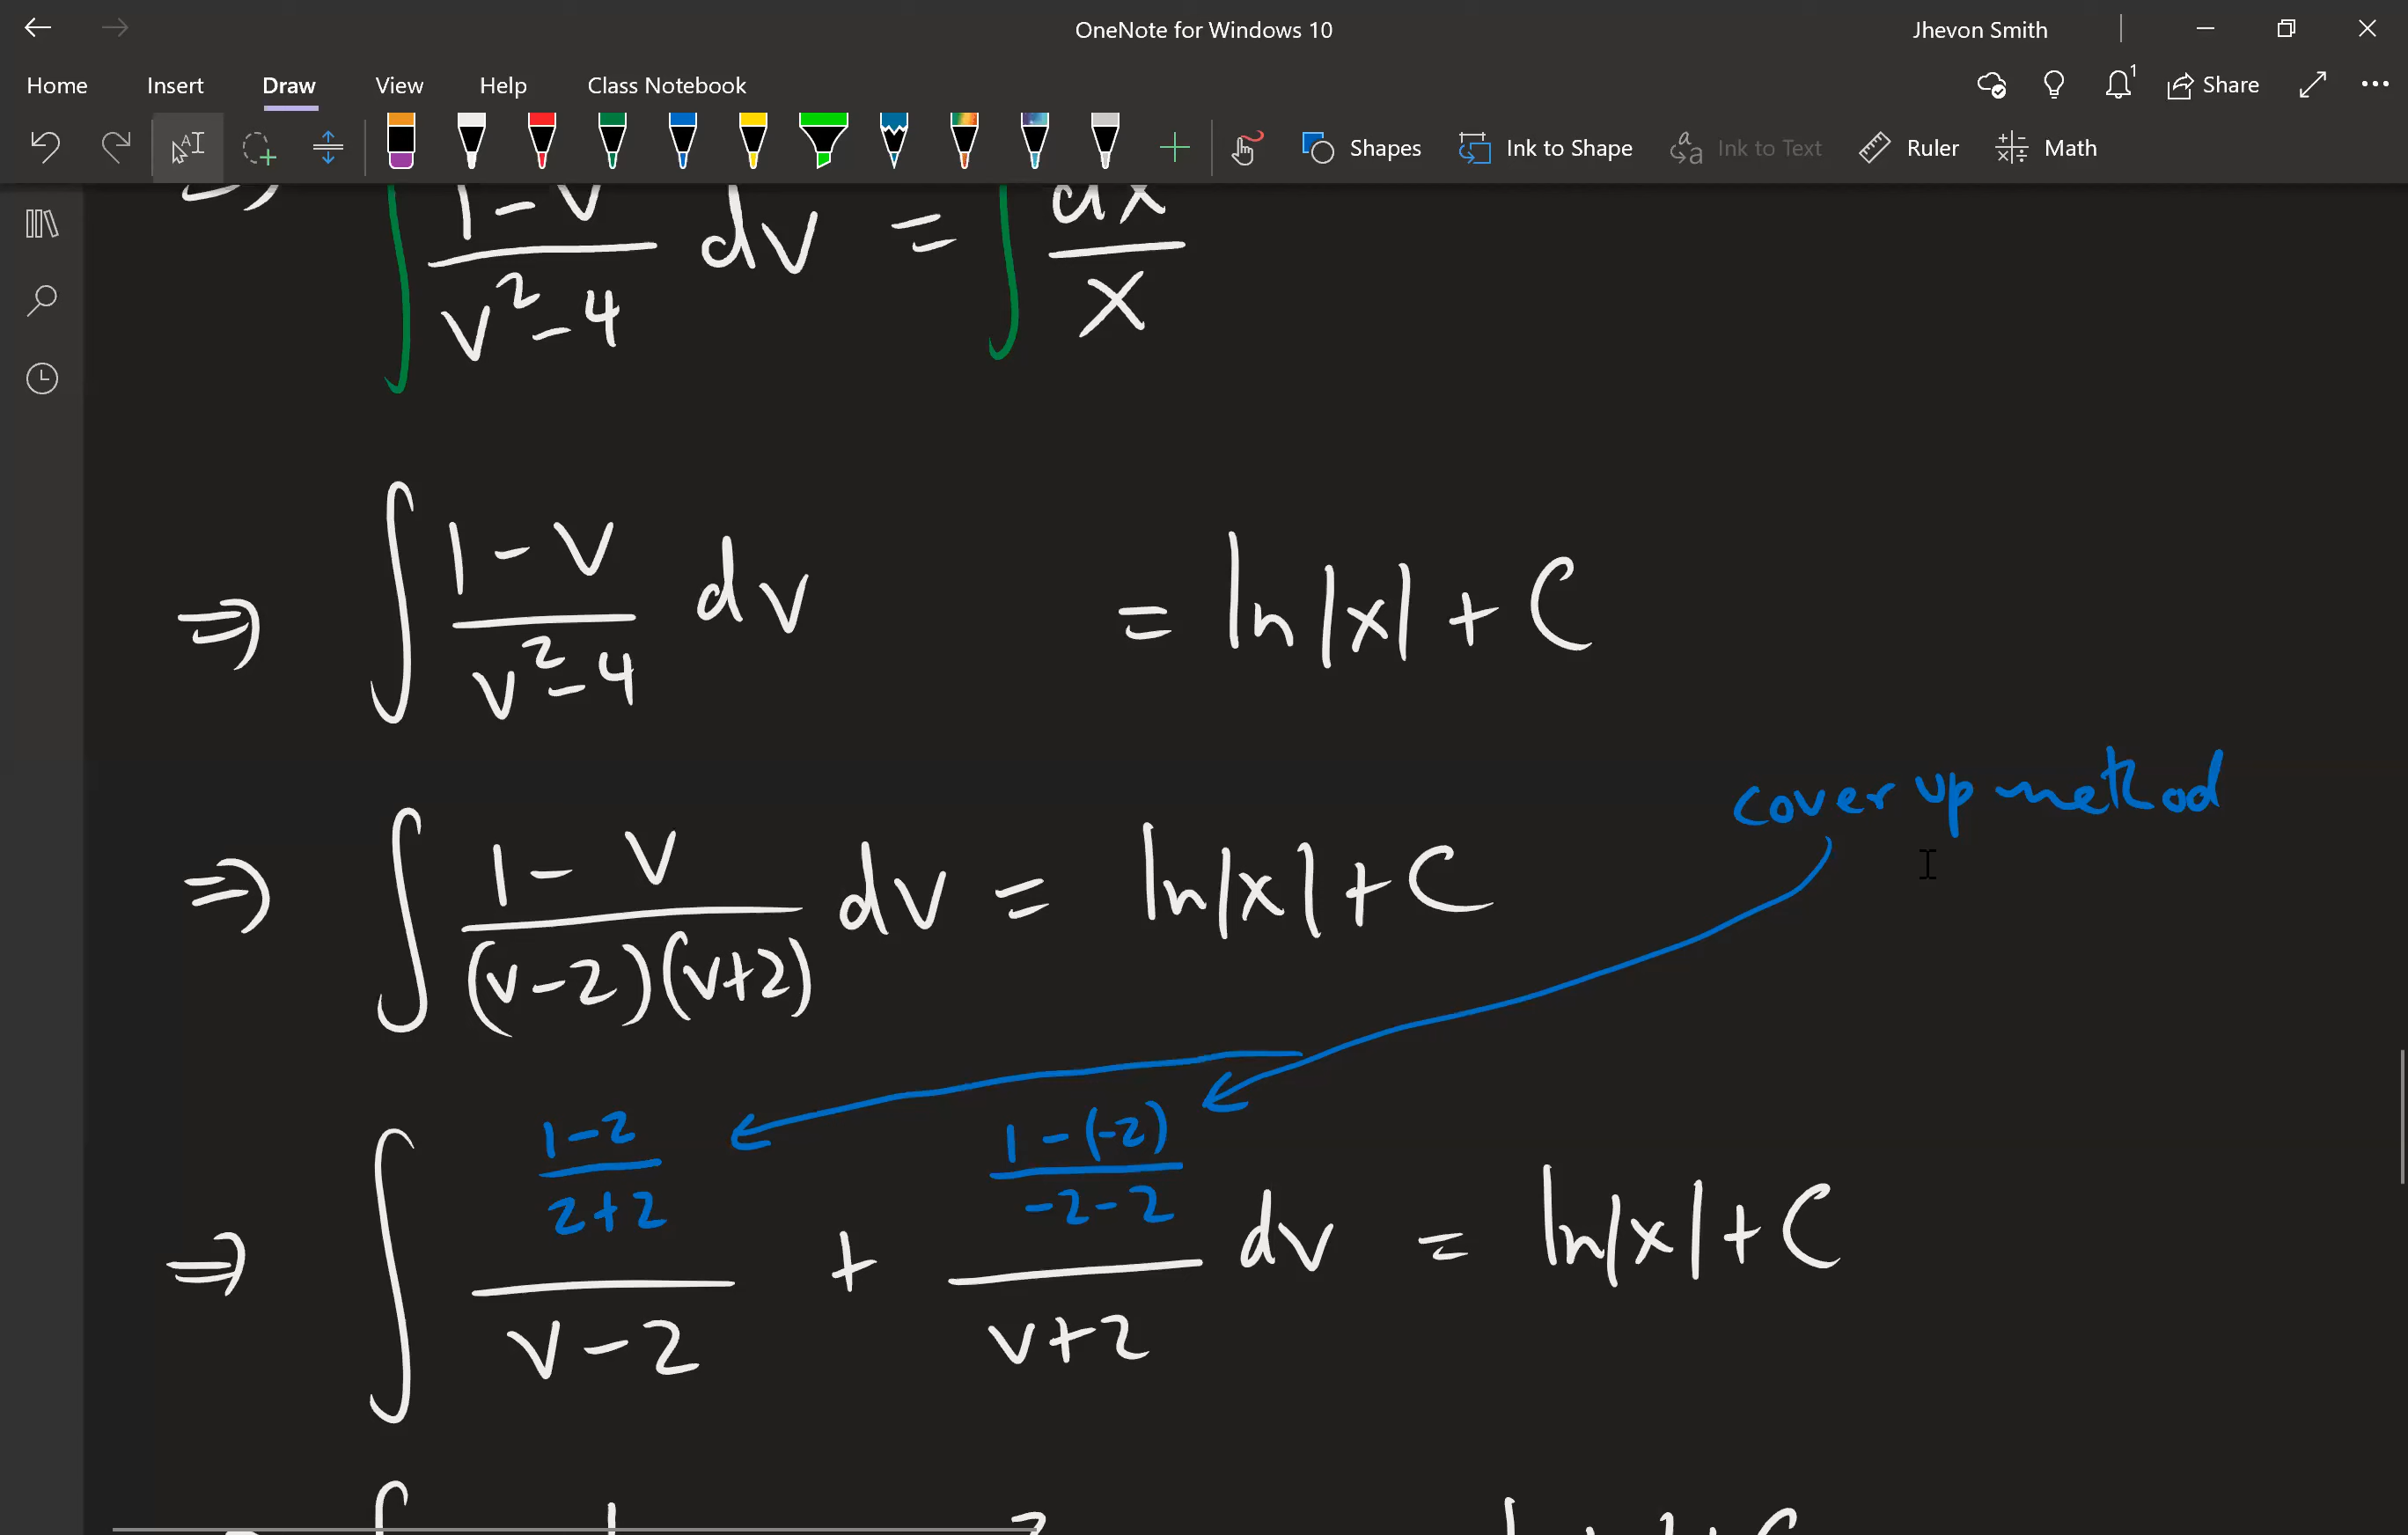 OneNote for Windows 10
Jhevon Smith
Home Insert Draw View Help Class Notebook
1 Share
Shapes Ink to Shape Ink to Text Ruler Math
⇒ ∫ (1-v)/(v²-4) dv = ∫ dx/x
⇒ ∫ (1-v)/(v²-4) dv = ln|x| + C
cover up method
⇒ ∫ (1-v)/((v-2)(v+2)) dv = ln|x| + C
⇒ ∫ ((1-2)/(2+2))/(v-2) + ((1-(-2))/(-2-2))/(v+2) dv = ln|x| + C